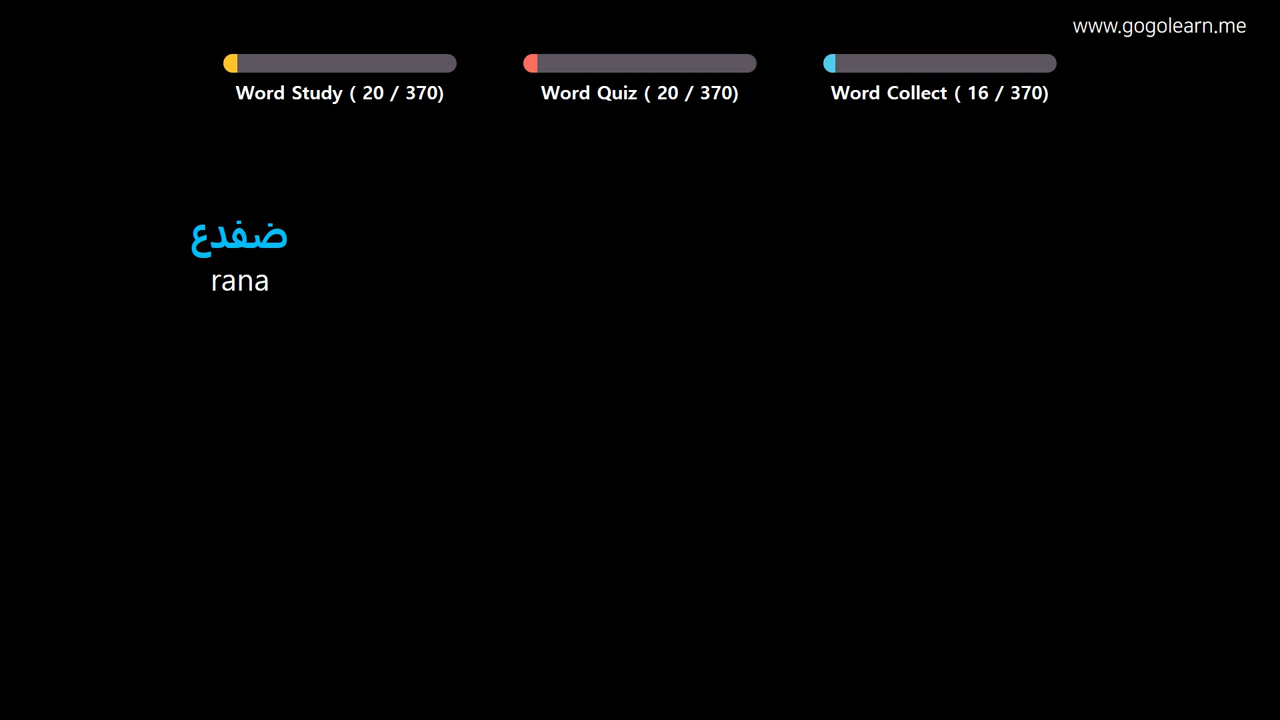 www.gogolearn.me
Word Study ( 20 / 370)
Word Quiz ( 20 / 370)
Word Collect ( 16 / 370)
ضفدع
rana